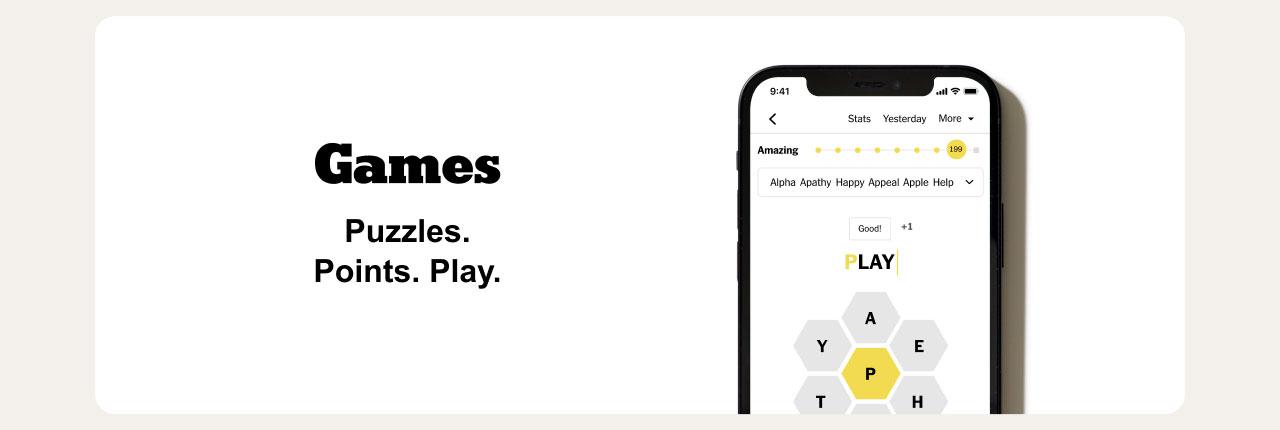 Games
Puzzles.
Points. Play.
9:41
Stats Yesterday More
Amazing
199
Alpha Apathy Happy Appeal Apple Help
Good! +1
PLAY
A
Y E
P
T H